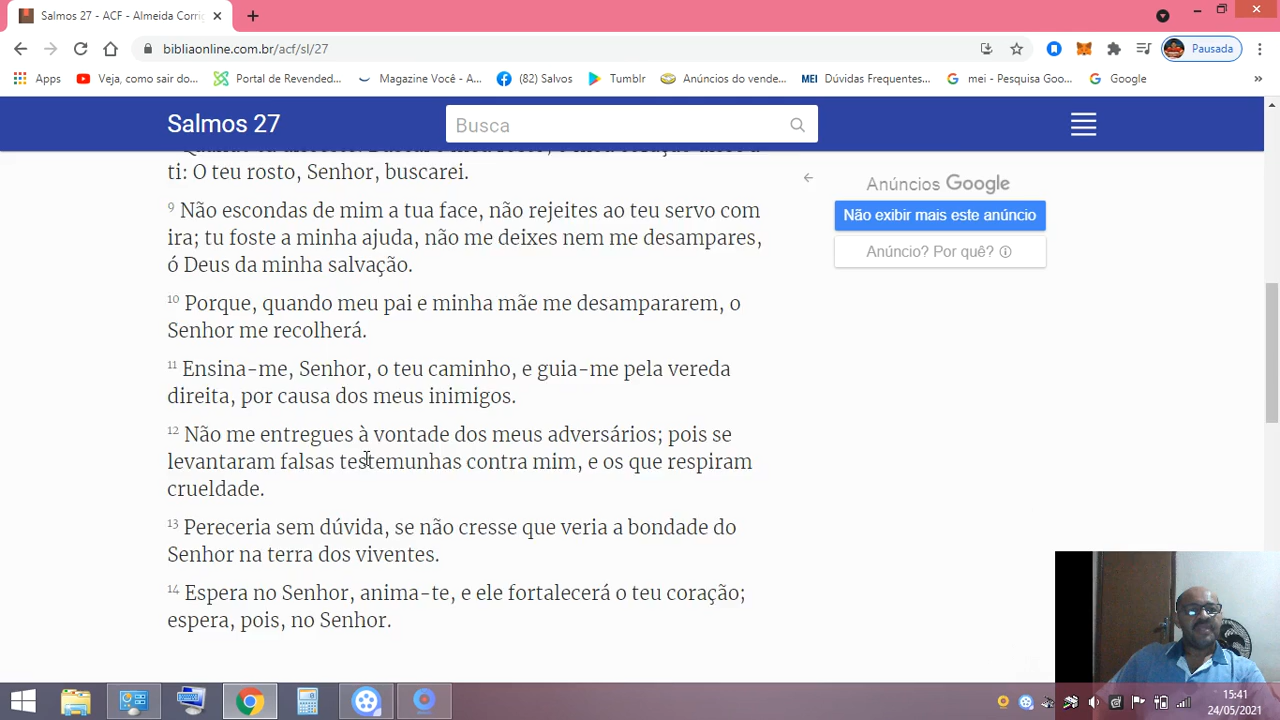 Salmos 27 - ACF - Almeida Corrig
bibliaonline.com.br/acf/sl/27
Pausada
Apps Veja, como sair do... Portal de Revended... Magazine Você - A... (82) Salvos Tumblr Anúncios do vende... MEI Dúvidas Frequentes... mei - Pesquisa Goo... Google »
Salmos 27
Busca
ti: O teu rosto, Senhor, buscarei.
9 Não escondas de mim a tua face, não rejeites ao teu servo com
ira; tu foste a minha ajuda, não me deixes nem me desampares,
ó Deus da minha salvação.
10 Porque, quando meu pai e minha mãe me desampararem, o
Senhor me recolherá.
11 Ensina-me, Senhor, o teu caminho, e guia-me pela vereda
direita, por causa dos meus inimigos.
12 Não me entregues à vontade dos meus adversários; pois se
levantaram falsas testemunhas contra mim, e os que respiram
crueldade.
13 Pereceria sem dúvida, se não cresse que veria a bondade do
Senhor na terra dos viventes.
14 Espera no Senhor, anima-te, e ele fortalecerá o teu coração;
espera, pois, no Senhor.
Anúncios Google
Não exibir mais este anúncio
Anúncio? Por quê?
15:41
24/05/2021